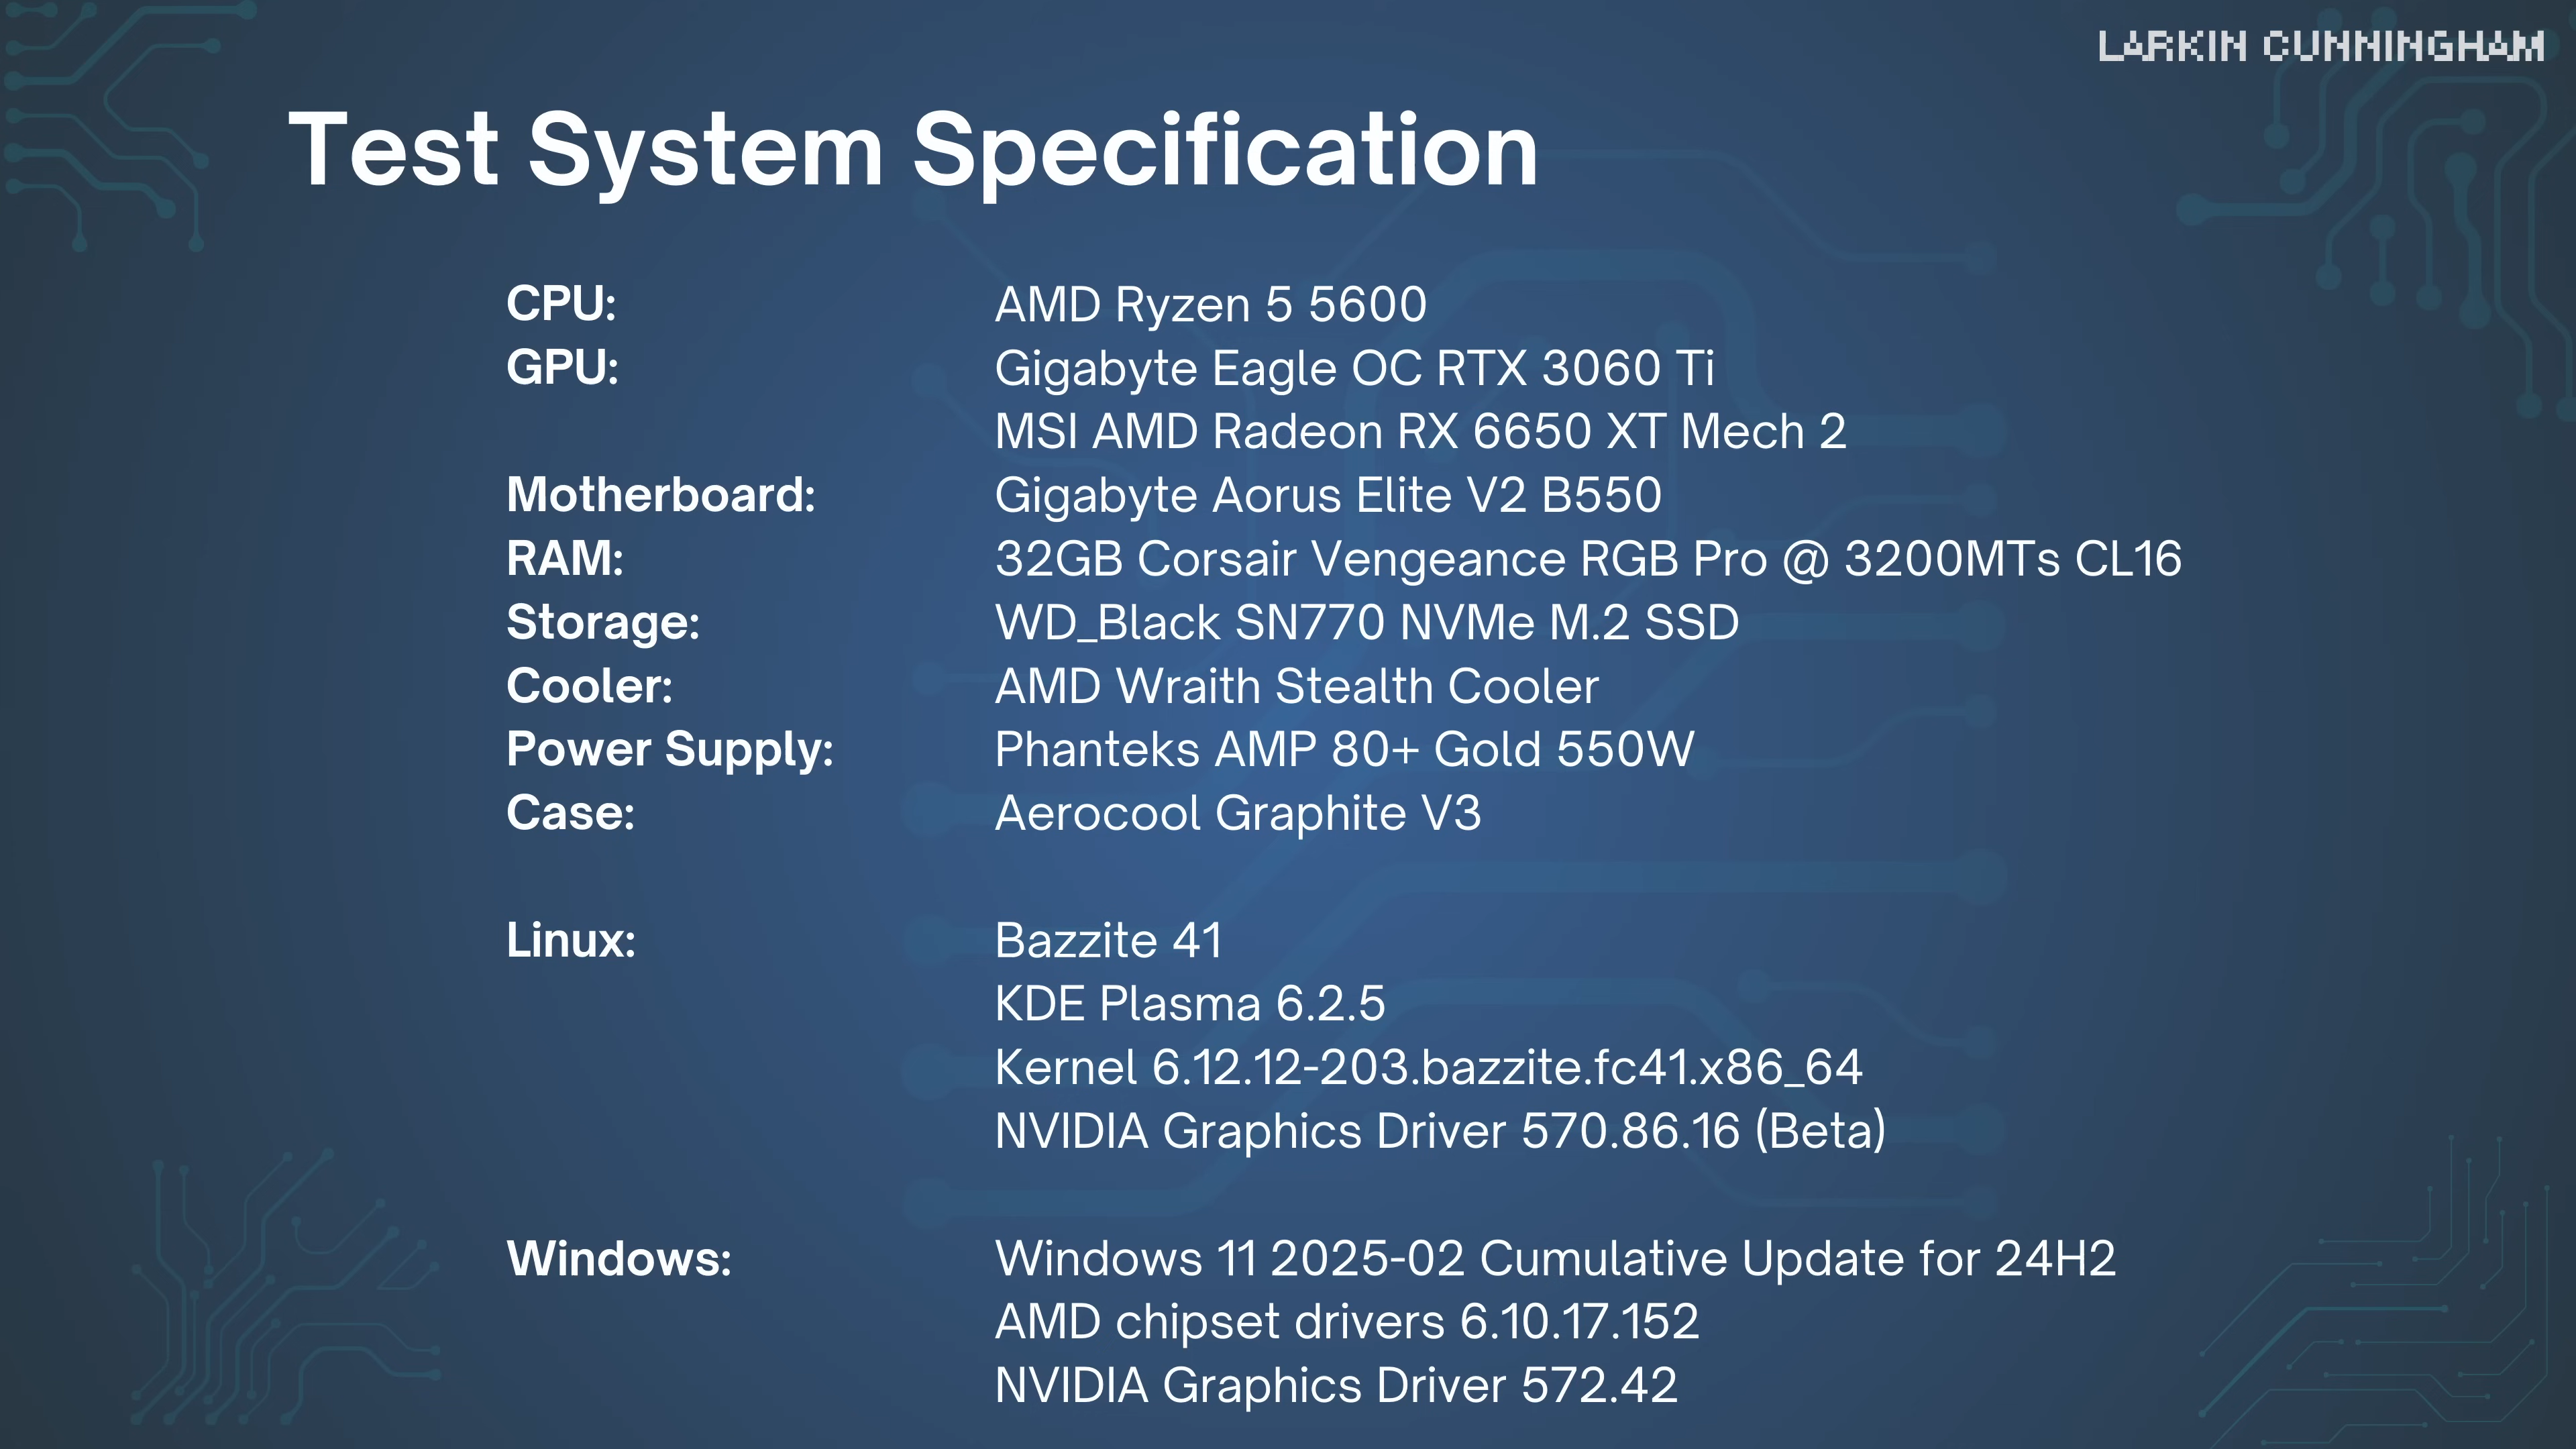 LARKIN CUNNINGHAM
Test System Specification
CPU: AMD Ryzen 5 5600
GPU: Gigabyte Eagle OC RTX 3060 Ti
MSI AMD Radeon RX 6650 XT Mech 2
Motherboard: Gigabyte Aorus Elite V2 B550
RAM: 32GB Corsair Vengeance RGB Pro @ 3200MTs CL16
Storage: WD_Black SN770 NVMe M.2 SSD
Cooler: AMD Wraith Stealth Cooler
Power Supply: Phanteks AMP 80+ Gold 550W
Case: Aerocool Graphite V3
Linux: Bazzite 41
KDE Plasma 6.2.5
Kernel 6.12.12-203.bazzite.fc41.x86_64
NVIDIA Graphics Driver 570.86.16 (Beta)
Windows: Windows 11 2025-02 Cumulative Update for 24H2
AMD chipset drivers 6.10.17.152
NVIDIA Graphics Driver 572.42